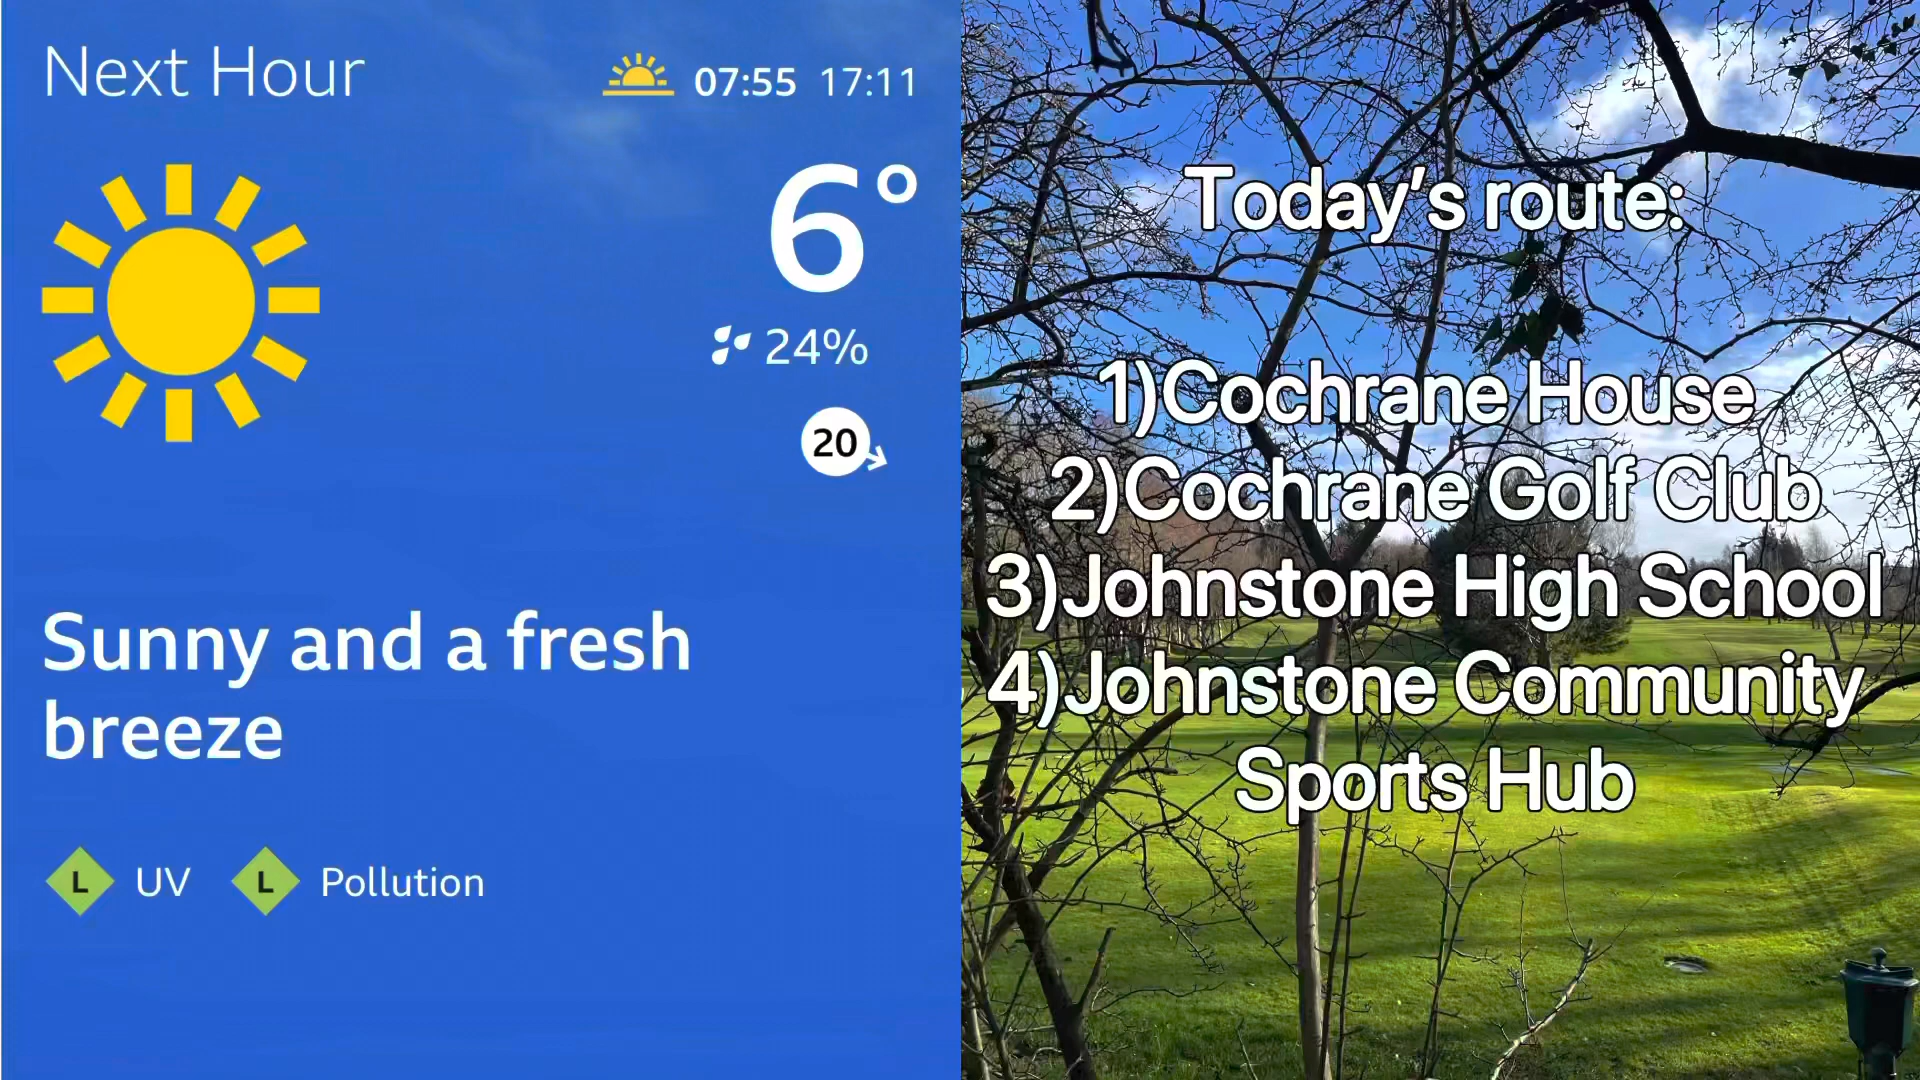 Next Hour
07:55 17:11
6°
24%
20
Sunny and a fresh
breeze
L UV L Pollution
Today's route:
1)Cochrane House
2)Cochrane Golf Club
3)Johnstone High School
4)Johnstone Community
Sports Hub